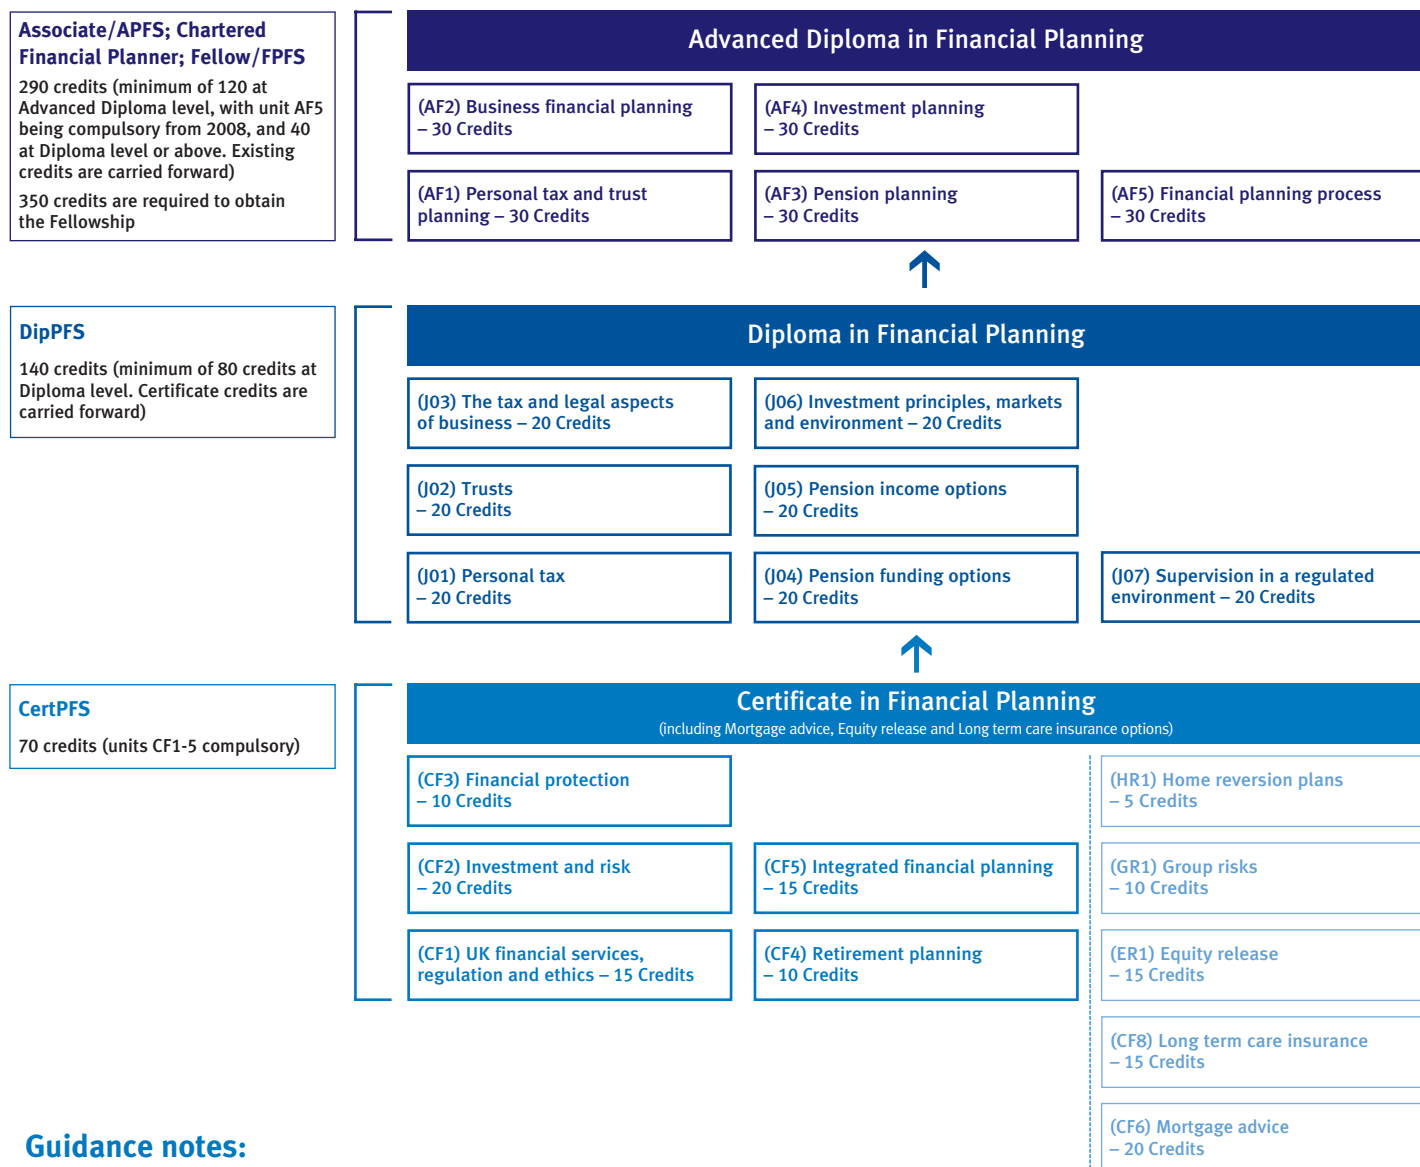 Associate/APFS; Chartered
Financial Planner; Fellow/FPFS
290 credits (minimum of 120 at
Advanced Diploma level, with unit AF5
being compulsory from 2008, and 40
at Diploma level or above. Existing
credits are carried forward)
350 credits are required to obtain
the Fellowship
Advanced Diploma in Financial Planning
(AF2) Business financial planning
– 30 Credits
(AF4) Investment planning
– 30 Credits
(AF1) Personal tax and trust
planning – 30 Credits
(AF3) Pension planning
– 30 Credits
(AF5) Financial planning process
– 30 Credits
DipPFS
140 credits (minimum of 80 credits at
Diploma level. Certificate credits are
carried forward)
Diploma in Financial Planning
(J03) The tax and legal aspects
of business – 20 Credits
(J06) Investment principles, markets
and environment – 20 Credits
(J02) Trusts
– 20 Credits
(J05) Pension income options
– 20 Credits
(J01) Personal tax
– 20 Credits
(J04) Pension funding options
– 20 Credits
(J07) Supervision in a regulated
environment – 20 Credits
CertPFS
70 credits (units CF1-5 compulsory)
Certificate in Financial Planning
(including Mortgage advice, Equity release and Long term care insurance options)
(CF3) Financial protection
– 10 Credits
(HR1) Home reversion plans
– 5 Credits
(CF2) Investment and risk
– 20 Credits
(CF5) Integrated financial planning
– 15 Credits
(GR1) Group risks
– 10 Credits
(CF1) UK financial services,
regulation and ethics – 15 Credits
(CF4) Retirement planning
– 10 Credits
(ER1) Equity release
– 15 Credits
(CF8) Long term care insurance
– 15 Credits
(CF6) Mortgage advice
– 20 Credits
Guidance notes: